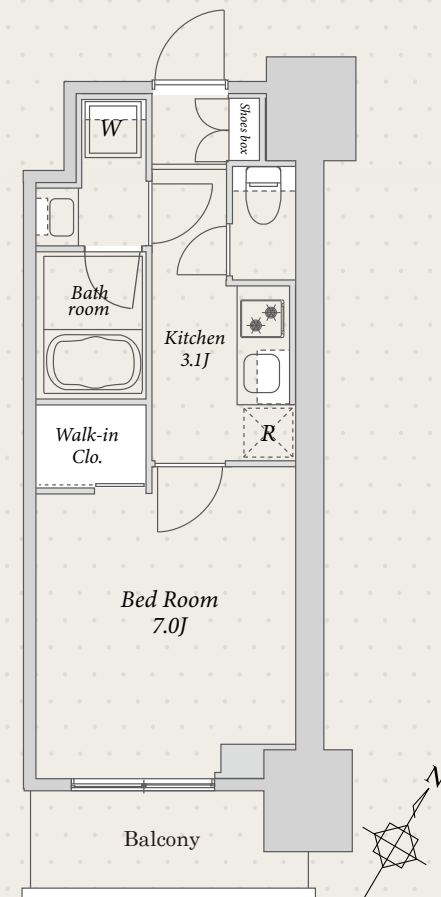 W
Shoes box
Bath
room
Kitchen
3.1J
Walk-in
Clo.
R
Bed Room
7.0J
N
Balcony